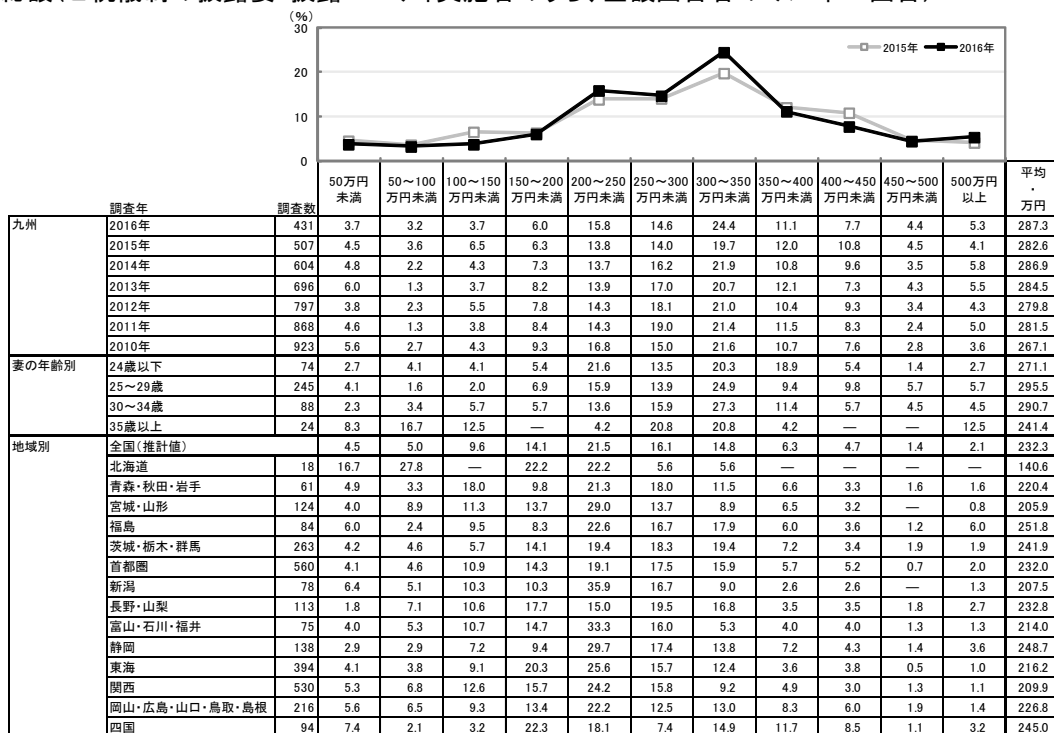 (%)
30
20
10
0
2015年 2016年
調査年 調査数 50万円未満 50～100万円未満 100～150万円未満 150～200万円未満 200～250万円未満 250～300万円未満 300～350万円未満 350～400万円未満 400～450万円未満 450～500万円未満 500万円以上 平均・万円
九州 2016年 431 3.7 3.2 3.7 6.0 15.8 14.6 24.4 11.1 7.7 4.4 5.3 287.3
2015年 507 4.5 3.6 6.5 6.3 13.8 14.0 19.7 12.0 10.8 4.5 4.1 282.6
2014年 604 4.8 2.2 4.3 7.3 13.7 16.2 21.9 10.8 9.6 3.5 5.8 286.9
2013年 696 6.0 1.3 3.7 8.2 13.9 17.0 20.7 12.1 7.3 4.3 5.5 284.5
2012年 797 3.8 2.3 5.5 7.8 14.3 18.1 21.0 10.4 9.3 3.4 4.3 279.8
2011年 868 4.6 1.3 3.8 8.4 14.3 19.0 21.4 11.5 8.3 2.4 5.0 281.5
2010年 923 5.6 2.7 4.3 9.3 16.8 15.0 21.6 10.7 7.6 2.8 3.6 267.1
妻の年齢別 24歳以下 74 2.7 4.1 4.1 5.4 21.6 13.5 20.3 18.9 5.4 1.4 2.7 271.1
25～29歳 245 4.1 1.6 2.0 6.9 15.9 13.9 24.9 9.4 9.8 5.7 5.7 295.5
30～34歳 88 2.3 3.4 5.7 5.7 13.6 15.9 27.3 11.4 5.7 4.5 4.5 290.7
35歳以上 24 8.3 16.7 12.5 ― 4.2 20.8 20.8 4.2 ― ― 12.5 241.4
地域別 全国(推計値) 4.5 5.0 9.6 14.1 21.5 16.1 14.8 6.3 4.7 1.4 2.1 232.3
北海道 18 16.7 27.8 ― 22.2 22.2 5.6 5.6 ― ― ― ― 140.6
青森・秋田・岩手 61 4.9 3.3 18.0 9.8 21.3 18.0 11.5 6.6 3.3 1.6 1.6 220.4
宮城・山形 124 4.0 8.9 11.3 13.7 29.0 13.7 8.9 6.5 3.2 ― 0.8 205.9
福島 84 6.0 2.4 9.5 8.3 22.6 16.7 17.9 6.0 3.6 1.2 6.0 251.8
茨城・栃木・群馬 263 4.2 4.6 5.7 14.1 19.4 18.3 19.4 7.2 3.4 1.9 1.9 241.9
首都圏 560 4.1 4.6 10.9 14.3 19.1 17.5 15.9 5.7 5.2 0.7 2.0 232.0
新潟 78 6.4 5.1 10.3 10.3 35.9 16.7 9.0 2.6 2.6 ― 1.3 207.5
長野・山梨 113 1.8 7.1 10.6 17.7 15.0 19.5 16.8 3.5 3.5 1.8 2.7 232.8
富山・石川・福井 75 4.0 5.3 10.7 14.7 33.3 16.0 5.3 4.0 4.0 1.3 1.3 214.0
静岡 138 2.9 2.9 7.2 9.4 29.7 17.4 13.8 7.2 4.3 1.4 3.6 248.7
東海 394 4.1 3.8 9.1 20.3 25.6 15.7 12.4 3.6 3.8 0.5 1.0 216.2
関西 530 5.3 6.8 12.6 15.7 24.2 15.8 9.2 4.9 3.0 1.3 1.1 209.9
岡山・広島・山口・鳥取・島根 216 5.6 6.5 9.3 13.4 22.2 12.5 13.0 8.3 6.0 1.9 1.4 226.8
四国 94 7.4 2.1 3.2 22.3 18.1 7.4 14.9 11.7 8.5 1.1 3.2 245.0